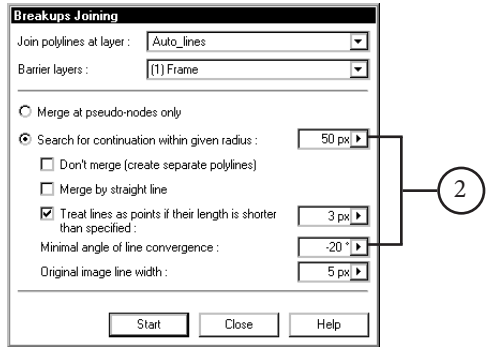 Breakups Joining
Join polylines at layer : Auto_lines
Barrier layers : (1) Frame
Merge at pseudo-nodes only
Search for continuation within given radius : 50 px
Don't merge (create separate polylines)
Merge by straight line
Treat lines as points if their length is shorter 3 px
than specified :
Minimal angle of line convergence : -20 °
Original image line width : 5 px
Start Close Help
2